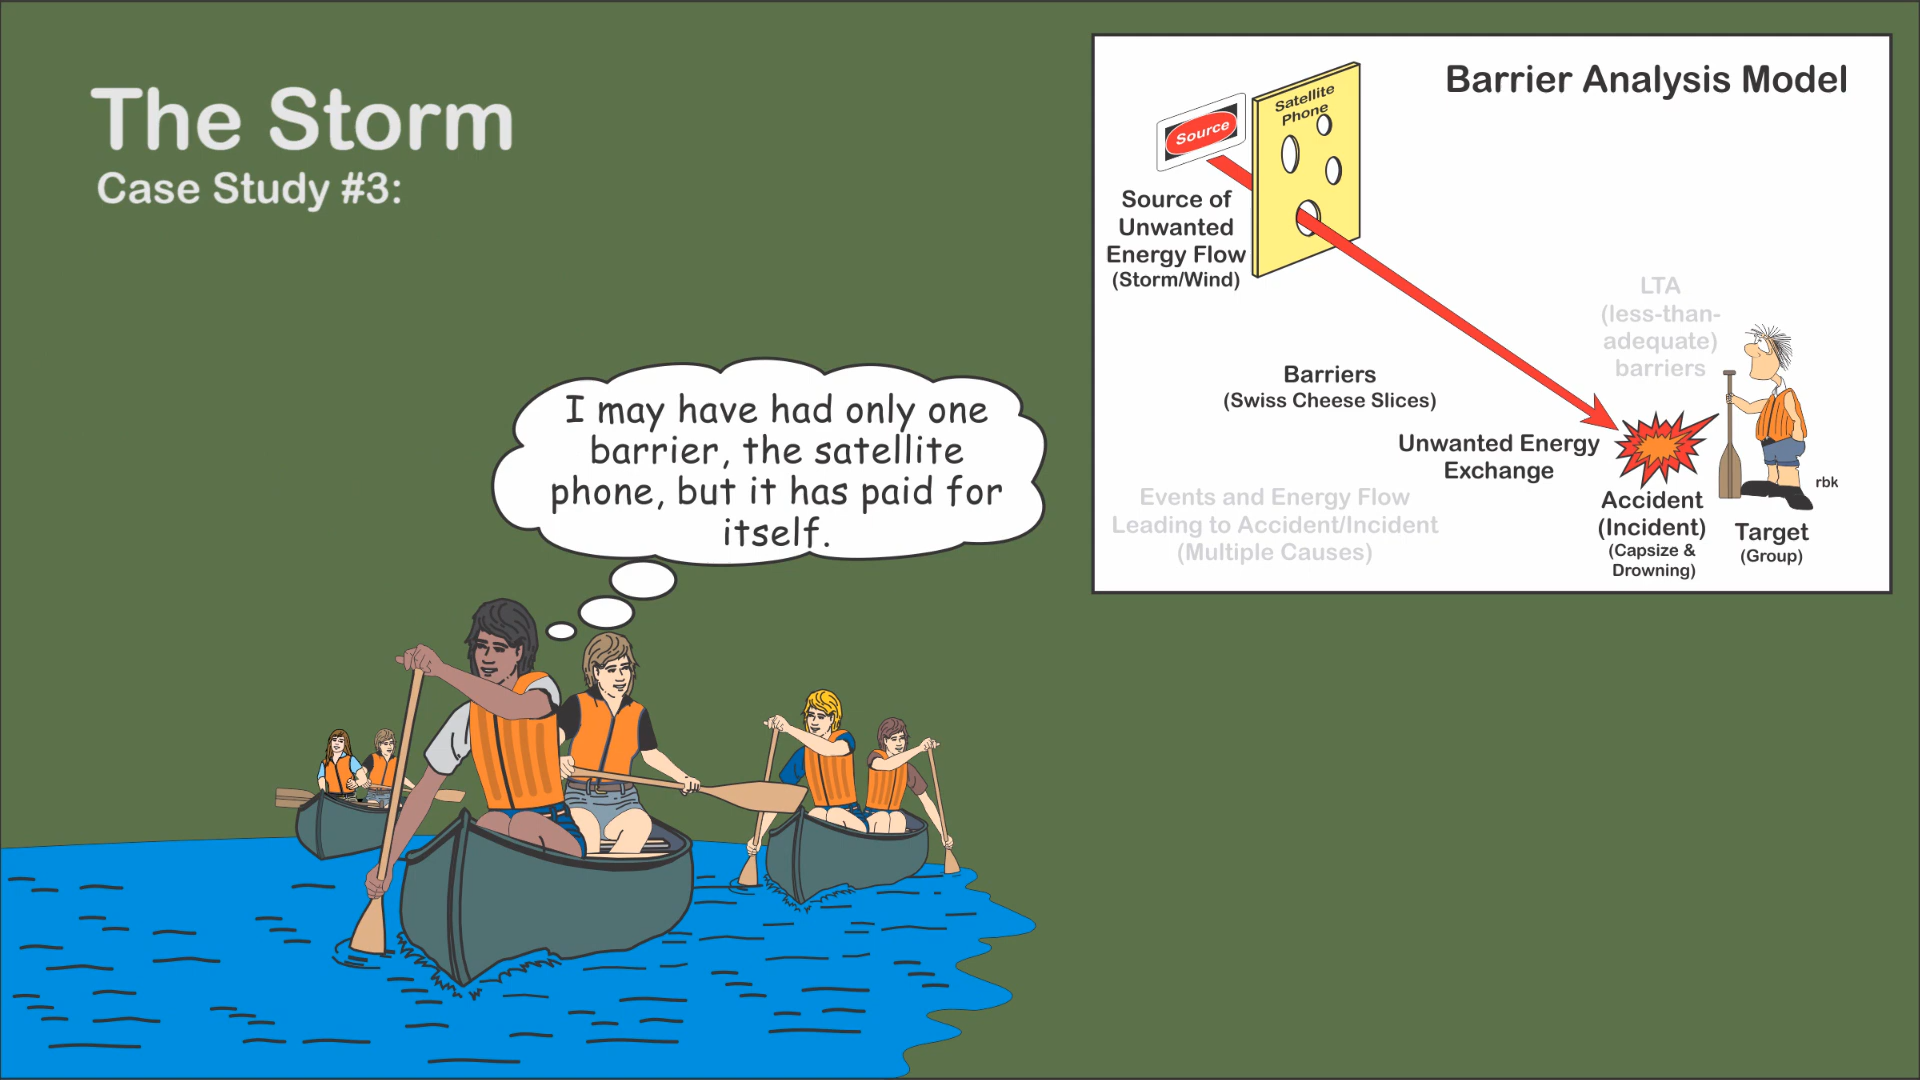 The Storm
Case Study #3:
I may have had only one
barrier, the satellite
phone, but it has paid for
itself.
Barrier Analysis Model
Satellite
Phone
Source
Source of
Unwanted
Energy Flow
(Storm/Wind)
LTA
(less-than-
adequate)
barriers
Barriers
(Swiss Cheese Slices)
Unwanted Energy
Exchange
Events and Energy Flow
Leading to Accident/Incident
(Multiple Causes)
rbk
Accident
(Incident)
(Capsize &
Drowning)
Target
(Group)